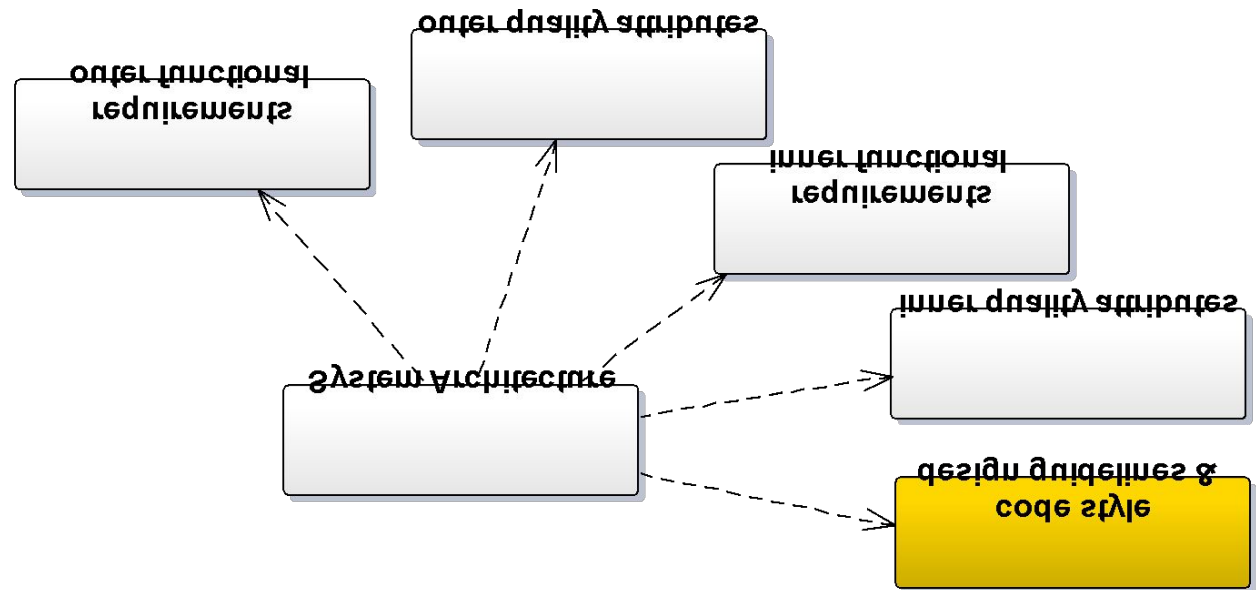 outer quality attributes
outer functional
requirements
inner functional
requirements
inner quality attributes
System Architecture
design guidelines &
code style